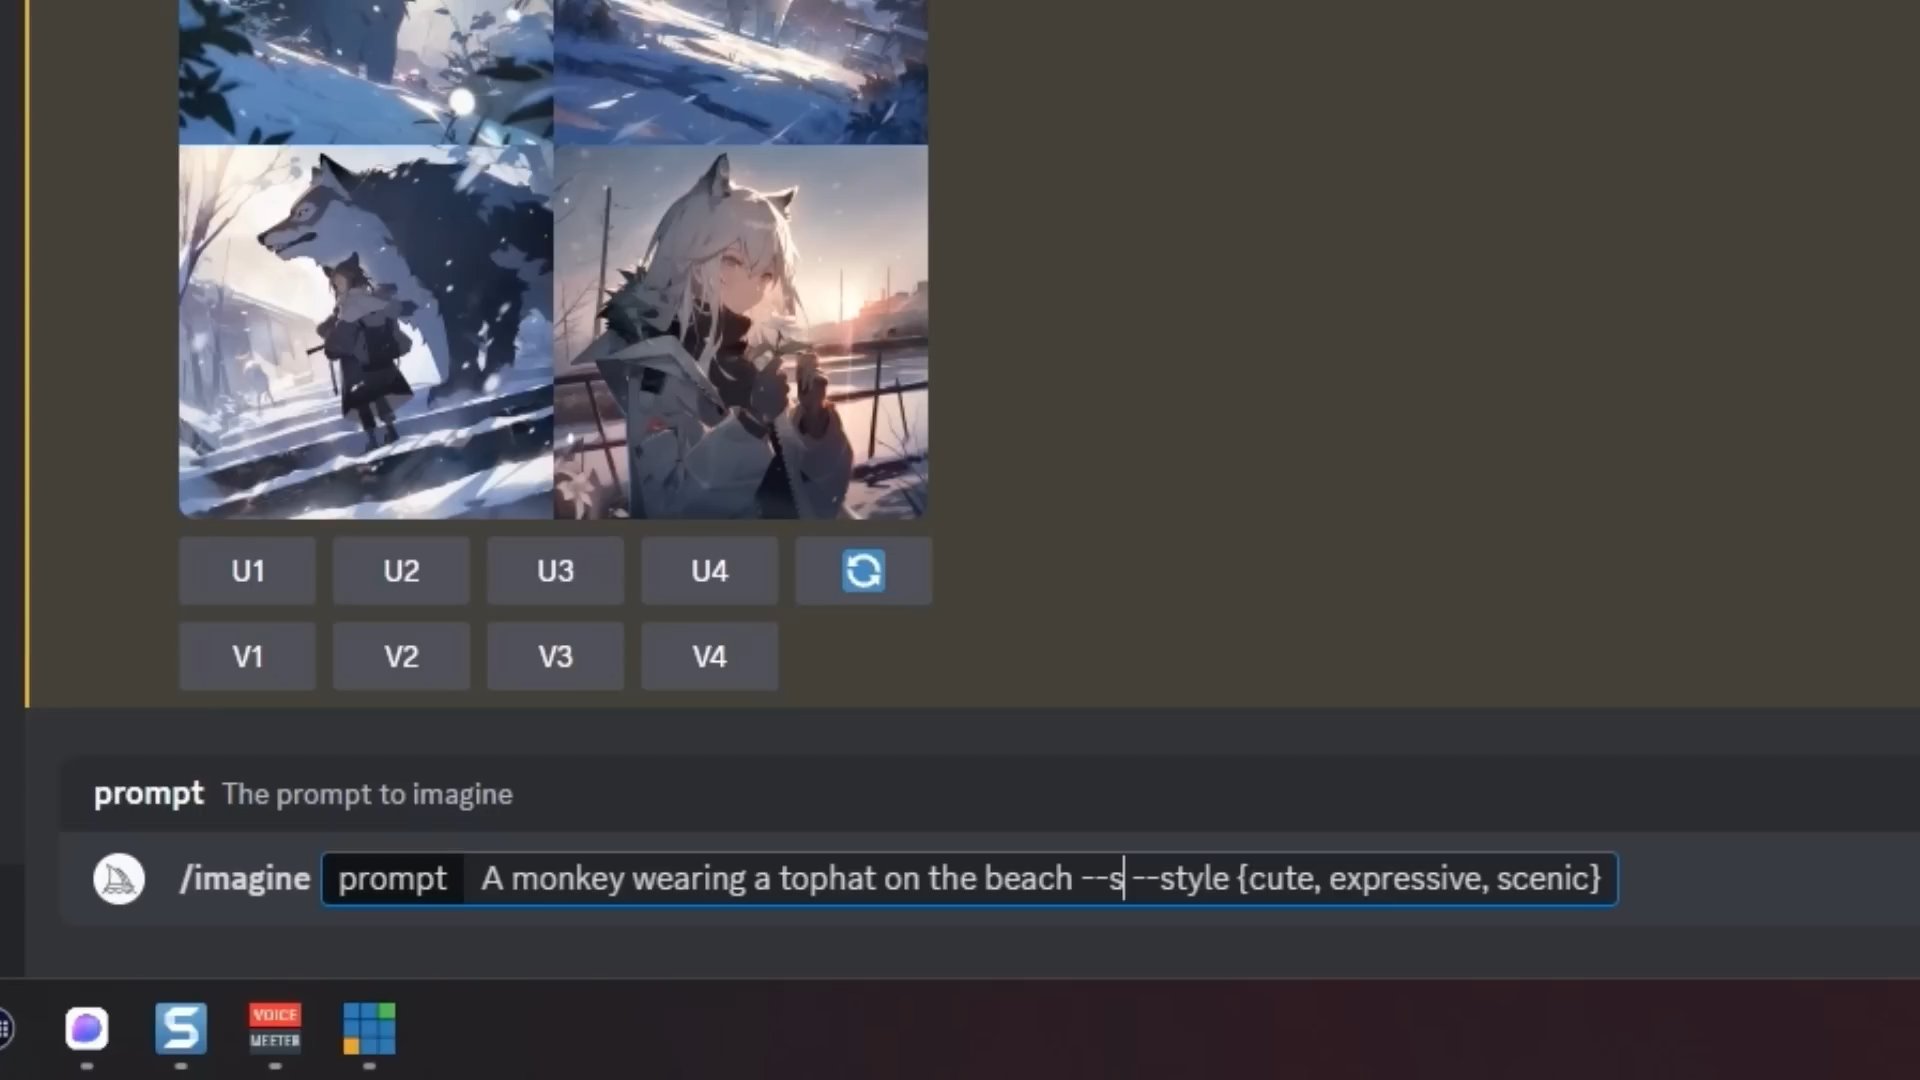 U1 U2 U3 U4
V1 V2 V3 V4
prompt The prompt to imagine
/imagine prompt A monkey wearing a tophat on the beach --s --style {cute, expressive, scenic}
S VOICE
MEETER